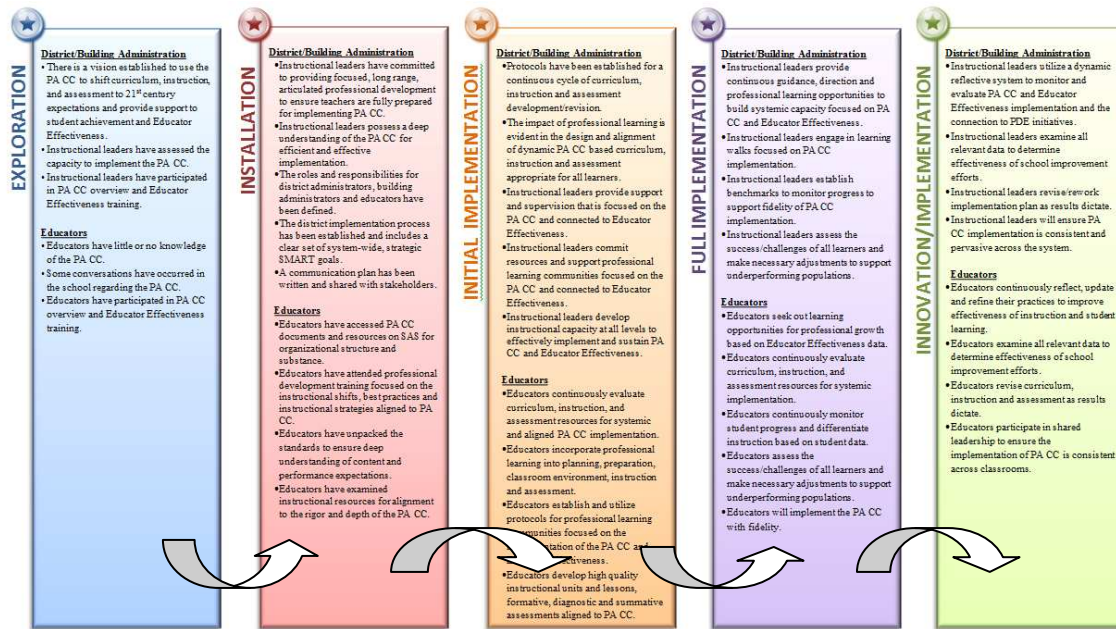 EXPLORATION
District/Building Administration
• There is a vision established to use the
PA CC to shift curriculum, instruction,
and assessment to 21st century
expectations and provide support to
student achievement and Educator
Effectiveness.
• Instructional leaders have assessed the
capacity to implement the PA CC.
• Instructional leaders have participated
in PA CC overview and Educator
Effectiveness training.
Educators
• Educators have little or no knowledge
of the PA CC.
• Some conversations have occurred in
the school regarding the PA CC.
• Educators have participated in PA CC
overview and Educator Effectiveness
training.
INSTALLATION
District/Building Administration
•Instructional leaders have committed
to providing focused, long range,
articulated professional development
to ensure teachers are fully prepared
for implementing PA CC.
•Instructional leaders possess a deep
understanding of the PA CC for
efficient and effective
implementation.
•The roles and responsibilities for
district administrators, building
administrators and educators have
been defined.
•The district implementation process
has been established and includes a
clear set of system-wide, strategic
SMART goals.
•A communication plan has been
written and shared with stakeholders.
Educators
•Educators have accessed PA CC
documents and resources on SAS for
organizational structure and
substance.
•Educators have attended professional
development training focused on the
instructional shifts, best practices and
instructional strategies aligned to PA
CC.
•Educators have unpacked the
standards to ensure deep
understanding of content and
performance expectations.
•Educators have examined
instructional resources for alignment
to the rigor and depth of the PA CC.
INITIAL IMPLEMENTATION
District/Building Administration
•Protocols have been established for a
continuous cycle of curriculum,
instruction and assessment
development/revision.
•The impact of professional learning is
evident in the design and alignment
of dynamic PA CC based curriculum,
instruction and assessment
appropriate for all learners.
•Instructional leaders provide support
and supervision that is focused on the
PA CC and connected to Educator
Effectiveness.
•Instructional leaders commit
resources and support professional
learning communities focused on the
PA CC and connected to Educator
Effectiveness.
•Instructional leaders develop
instructional capacity at all levels to
effectively implement and sustain PA
CC and Educator Effectiveness.
Educators
•Educators continuously evaluate
curriculum, instruction, and
assessment resources for systemic
and aligned PA CC implementation.
•Educators incorporate professional
learning into planning, preparation,
classroom environment, instruction
and assessment.
•Educators establish and utilize
protocols for professional learning
focused on the
of the PA CC and
•Educators develop high quality
instructional units and lessons,
formative, diagnostic and summative
assessments aligned to PA CC.
FULL IMPLEMENTATION
District/Building Administration
•Instructional leaders provide
continuous guidance, direction and
professional learning opportunities to
build systemic capacity focused on PA
CC and Educator Effectiveness.
•Instructional leaders engage in learning
walks focused on PA CC
implementation.
•Instructional leaders establish
benchmarks to monitor progress to
support fidelity of PA CC
implementation.
•Instructional leaders assess the
success/challenges of all learners and
make necessary adjustments to support
underperforming populations.
Educators
•Educators seek out learning
opportunities for professional growth
based on Educator Effectiveness data.
•Educators continuously evaluate
curriculum, instruction, and
assessment resources for systemic
implementation.
•Educators continuously monitor
student progress and differentiate
instruction based on student data.
•Educators assess the
success/challenges of all learners and
make necessary adjustments to support
underperforming populations.
•Educators will implement the PA CC
with fidelity.
INNOVATION/IMPLEMENTATION
District/Building Administration
•Instructional leaders utilize a dynamic
reflective system to monitor and
evaluate PA CC and Educator
Effectiveness implementation and the
connection to PDE initiatives.
•Instructional leaders examine all
relevant data to determine
effectiveness of school improvement
efforts.
•Instructional leaders revise/rework
implementation plan as results dictate.
•Instructional leaders will ensure PA
CC implementation is consistent and
pervasive across the system.
Educators
•Educators continuously reflect, update
and refine their practices to improve
effectiveness of instruction and student
learning.
•Educators examine all relevant data to
determine effectiveness of school
improvement efforts.
•Educators revise curriculum,
instruction and assessment as results
dictate.
•Educators participate in shared
leadership to ensure the
implementation of PA CC is consistent
across classrooms.